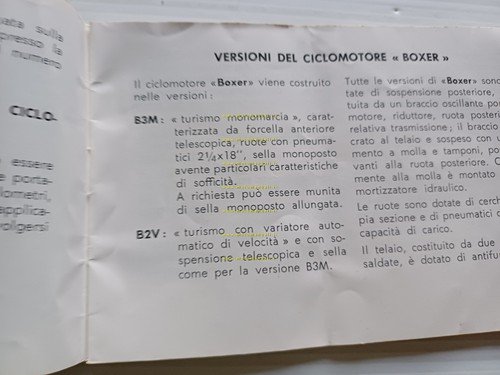 ata sulla
presso la
numero
CICLO-
essere
porta-
lometri,
applica-
volgersi
VERSIONI DEL CICLOMOTORE « BOXER »
Il ciclomotore «Boxer» viene costruito
nelle versioni :
B3M : « turismo monomarcia », carat-
terizzata da forcella anteriore
telescopica, ruote con pneuma-
tici 2¼x18", sella monoposto
avente particolari caratteristiche
di sofficità.
A richiesta può essere munita
di sella monoposto allungata.
B2V : « turismo con variatore auto-
matico di velocità » e con so-
spensione telescopica e sella
come per la versione B3M.
Tutte le versioni di «Boxer» sono
tate di sospensione posteriore,
tuita da un braccio oscillante por
motore, riduttore, ruota posterior
relativa trasmissione; il braccio
crato al telaio e sospeso con u
mento a molla e tamponi, po
vanti alla ruota posteriore. C
mente alla molla è montato
mortizzatore idraulico.
Le ruote sono dotate di cerch
pia sezione e di pneumatici c
capacità di carico.
Il telaio, costituito da due
saldate, è dotato di antifu